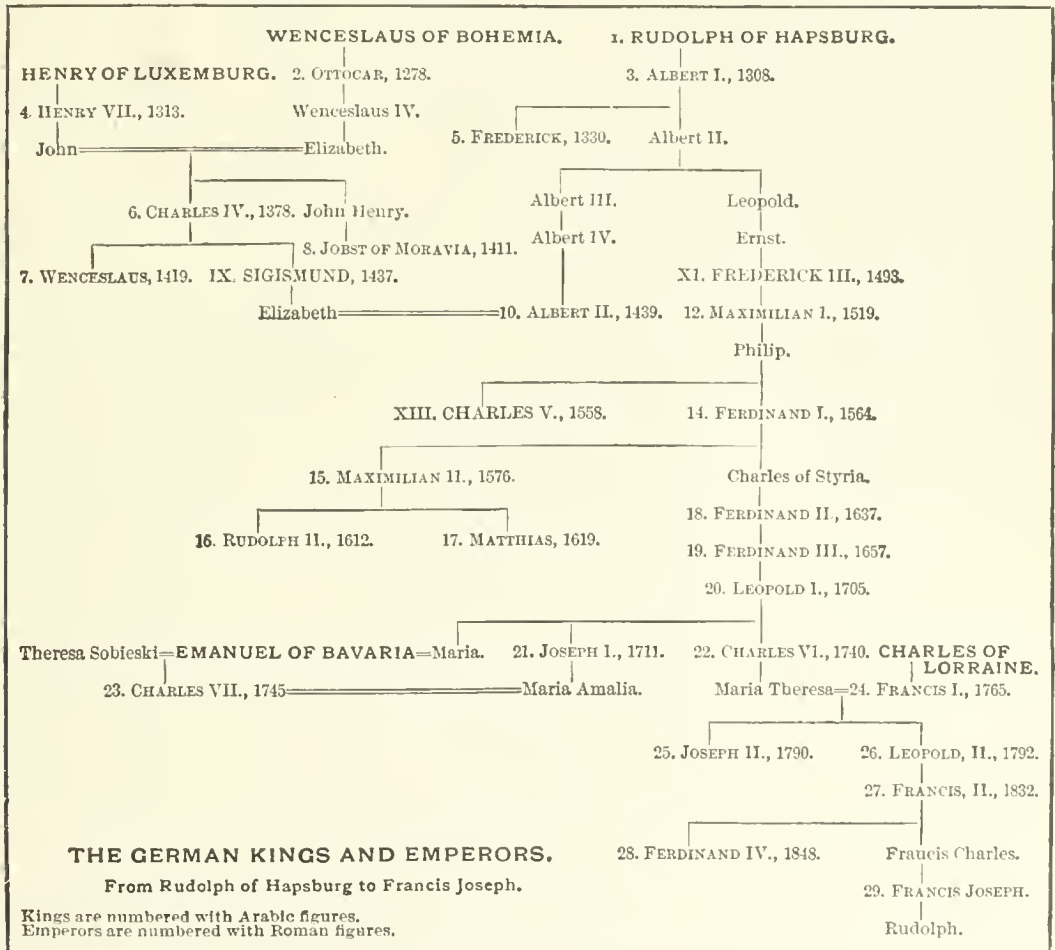 WENCESLAUS OF BOHEMIA. 1. RUDOLPH OF HAPSBURG.
HENRY OF LUXEMBURG. 2. OTTOCAR, 1278. 3. ALBERT I., 1308.
4. HENRY VII., 1313. Wenceslaus IV.
5. FREDERICK, 1330. Albert II.
John Elizabeth.
Albert III. Leopold.
6. CHARLES IV., 1378. John Henry.
Albert IV. Ernst.
8. JOBST OF MORAVIA, 1411.
7. WENCESLAUS, 1419. IX. SIGISMUND, 1437. XI. FREDERICK III., 1493.
Elizabeth 10. ALBERT II., 1439. 12. MAXIMILIAN I., 1519.
Philip.
XIII. CHARLES V., 1558. 14. FERDINAND I., 1564.
15. MAXIMILIAN II., 1576. Charles of Styria.
18. FERDINAND II., 1637.
16. RUDOLPH II., 1612. 17. MATTHIAS, 1619.
19. FERDINAND III., 1657.
20. LEOPOLD I., 1705.
Theresa Sobieski=EMANUEL OF BAVARIA=Maria. 21. JOSEPH I., 1711. 22. CHARLES VI., 1740. CHARLES OF
LORRAINE.
23. CHARLES VII., 1745 Maria Amalia. Maria Theresa=24. FRANCIS I., 1765.
25. JOSEPH II., 1790. 26. LEOPOLD, II., 1792.
27. FRANCIS, II., 1832.
THE GERMAN KINGS AND EMPERORS. 28. FERDINAND IV., 1848. Francis Charles.
From Rudolph of Hapsburg to Francis Joseph. 29. FRANCIS JOSEPH.
Kings are numbered with Arabic figures.
Emperors are numbered with Roman figures. Rudolph.